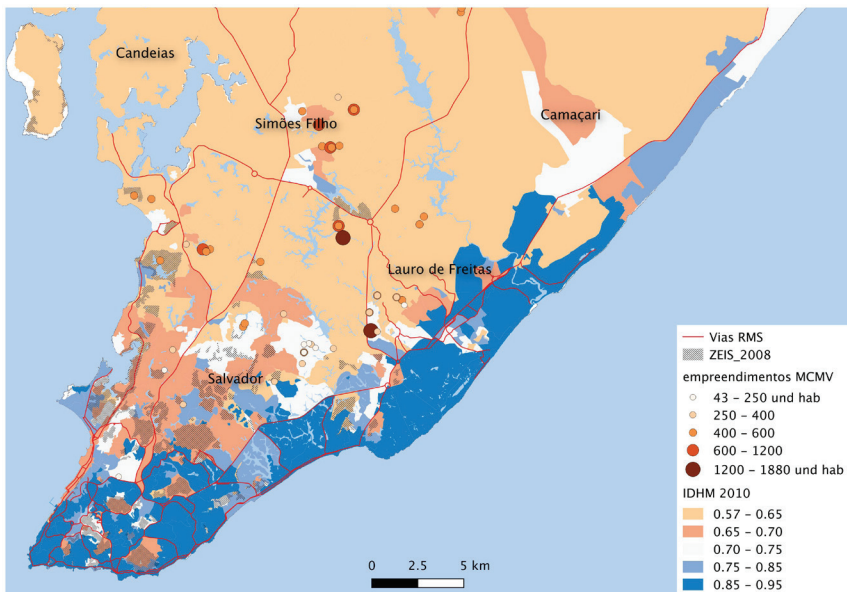 Candeias
Simões Filho
Camaçari
Lauro de Freitas
Salvador
Vias RMS
ZEIS_2008
empreendimentos MCMV
43 – 250 und hab
250 – 400
400 – 600
600 – 1200
1200 – 1880 und hab
IDHM 2010
0.57 – 0.65
0.65 – 0.70
0.70 – 0.75
0.75 – 0.85
0.85 – 0.95
0 2.5 5 km